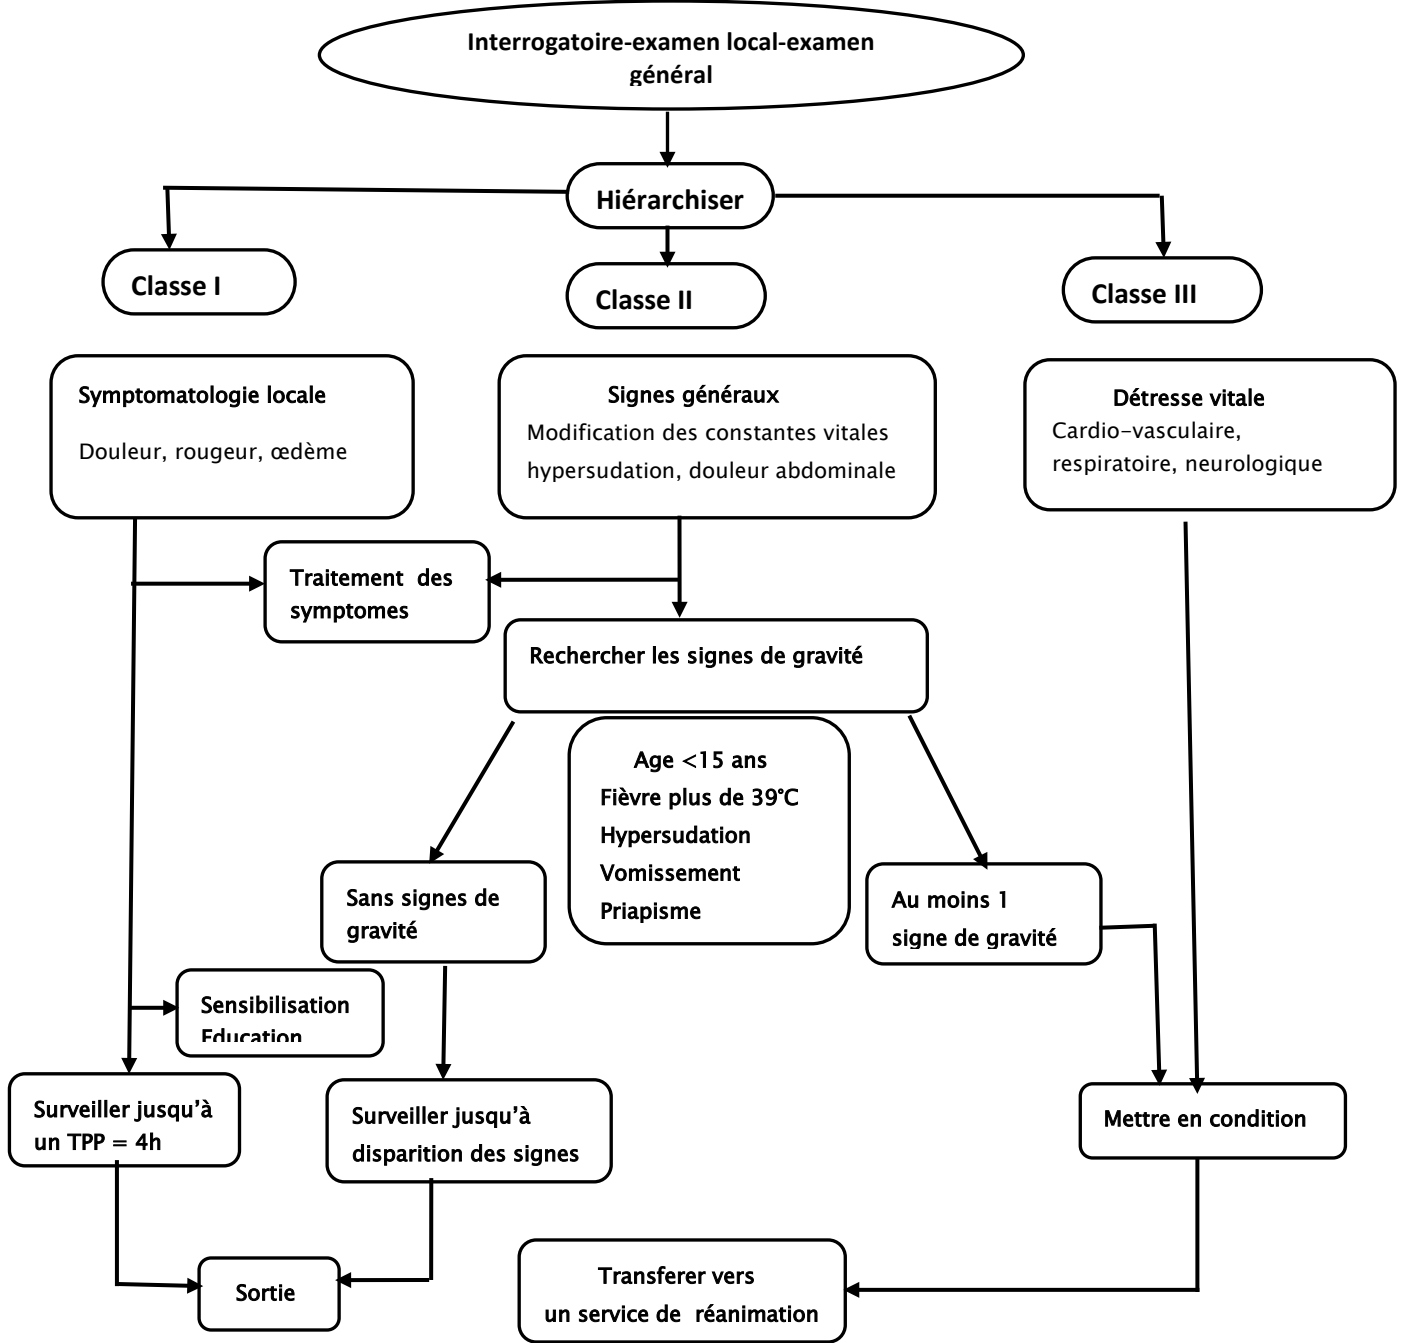 Interrogatoire-examen local-examen
général
Hiérarchiser
Classe I
Classe II
Classe III
Symptomatologie locale
Douleur, rougeur, œdème
Signes généraux
Modification des constantes vitales
hypersudation, douleur abdominale
Détresse vitale
Cardio-vasculaire,
respiratoire, neurologique
Traitement des
symptomes
Rechercher les signes de gravité
Age <15 ans
Fièvre plus de 39°C
Hypersudation
Vomissement
Priapisme
Sans signes de
gravité
Au moins 1
signe de gravité
Sensibilisation
Education
Surveiller jusqu'à
un TPP = 4h
Surveiller jusqu'à
disparition des signes
Mettre en condition
Sortie
Transferer vers
un service de réanimation